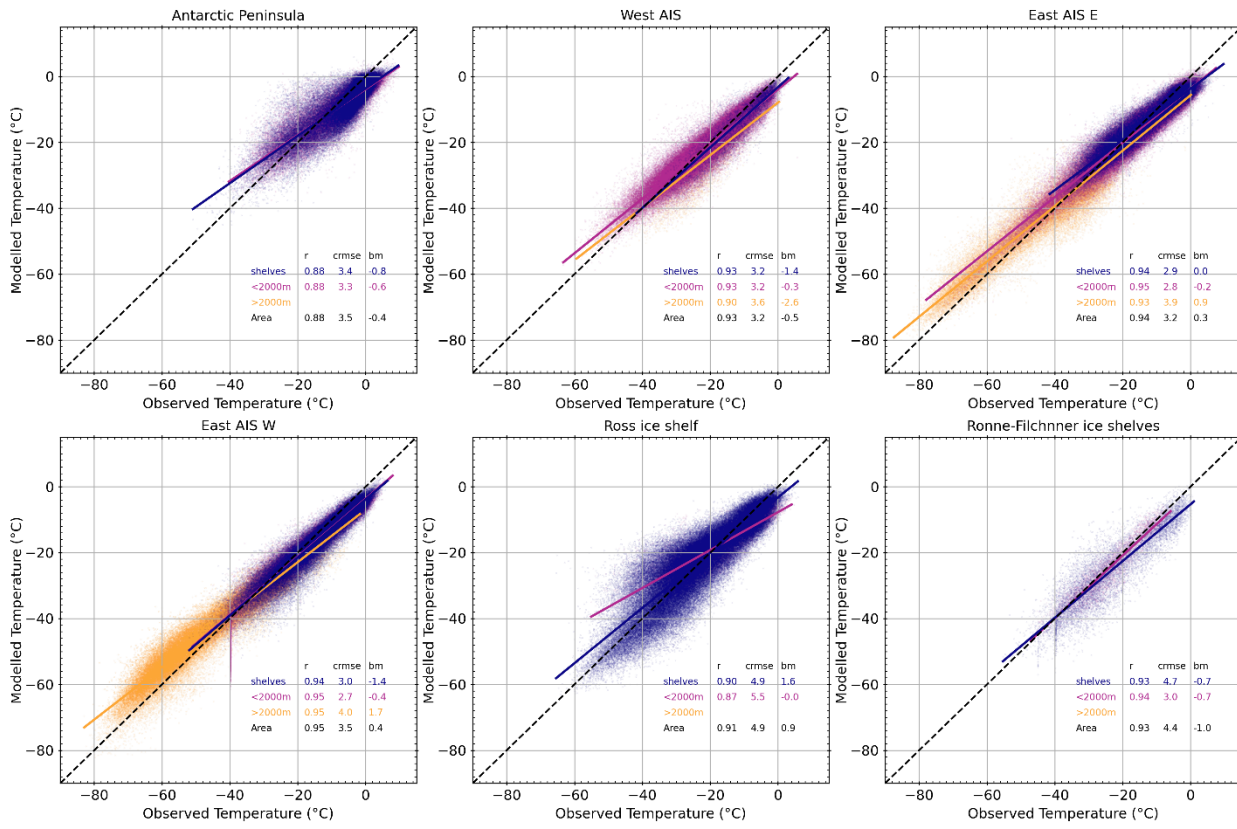 Antarctic Peninsula
0
−20
−40
−60
−80
Modelled Temperature (°C)
r crmse bm
shelves 0.88 3.4 -0.8
<2000m 0.88 3.3 -0.6
>2000m
Area 0.88 3.5 -0.4
−80 −60 −40 −20 0
Observed Temperature (°C)
West AIS
0
−20
−40
−60
−80
Modelled Temperature (°C)
r crmse bm
shelves 0.93 3.2 -1.4
<2000m 0.93 3.2 -0.3
>2000m 0.90 3.6 -2.6
Area 0.93 3.2 -0.5
−80 −60 −40 −20 0
Observed Temperature (°C)
East AIS E
0
−20
−40
−60
−80
Modelled Temperature (°C)
r crmse bm
shelves 0.94 2.9 0.0
<2000m 0.95 2.8 -0.2
>2000m 0.93 3.9 0.9
Area 0.94 3.2 0.3
−80 −60 −40 −20 0
Observed Temperature (°C)
East AIS W
0
−20
−40
−60
−80
Modelled Temperature (°C)
r crmse bm
shelves 0.94 3.0 -1.4
<2000m 0.95 2.7 -0.4
>2000m 0.95 4.0 1.7
Area 0.95 3.5 0.4
−80 −60 −40 −20 0
Observed Temperature (°C)
Ross ice shelf
0
−20
−40
−60
−80
Modelled Temperature (°C)
r crmse bm
shelves 0.90 4.9 1.6
<2000m 0.87 5.5 -0.0
>2000m
Area 0.91 4.9 0.9
−80 −60 −40 −20 0
Observed Temperature (°C)
Ronne-Filchnner ice shelves
0
−20
−40
−60
−80
Modelled Temperature (°C)
r crmse bm
shelves 0.93 4.7 -0.7
<2000m 0.94 3.0 -0.7
>2000m
Area 0.93 4.4 -1.0
−80 −60 −40 −20 0
Observed Temperature (°C)